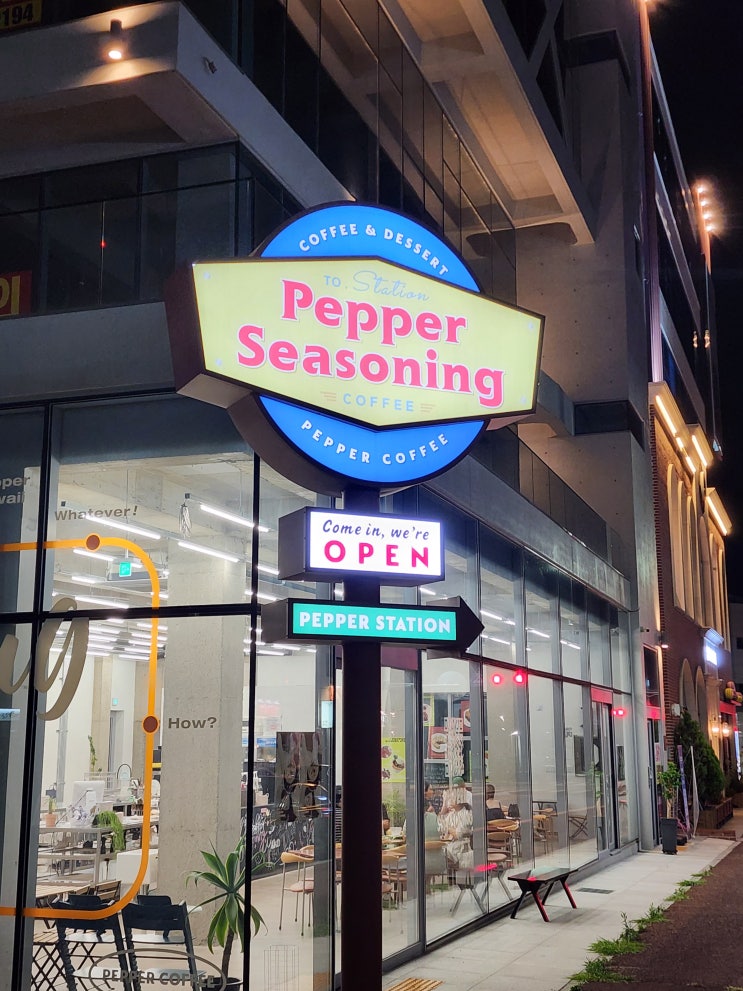 194
COFFEE & DESSERT
TO. Station
Pepper
Seasoning
COFFEE
PEPPER COFFEE
Come in, we're
OPEN
PEPPER STATION
Whatever!
How?
PEPPER COFFEE